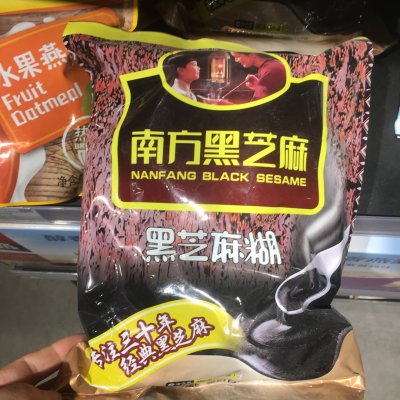 水果燕
Fruit
Oatmeal
南方黑芝麻
NANFANG BLACK SESAME
黑芝麻糊
专注三十年
经典黑芝麻